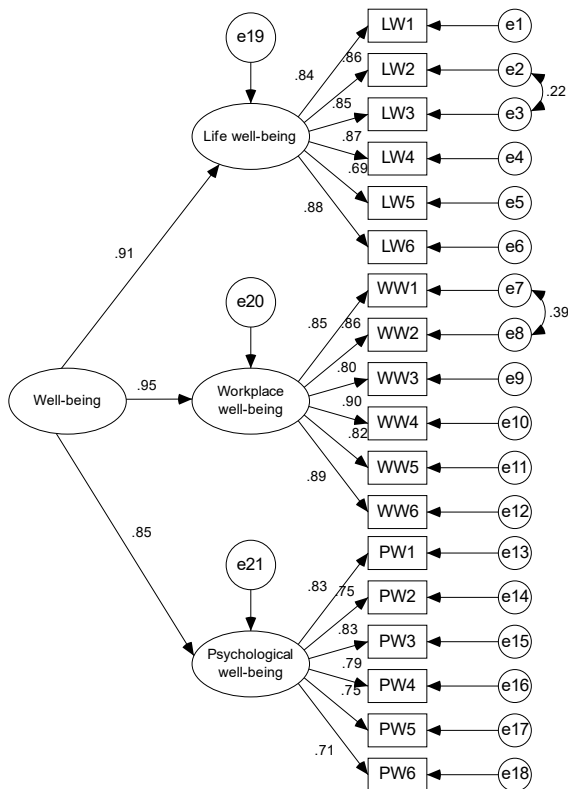 LW1
e1
e19
.86
LW2
e2
.84
.22
.85
LW3
e3
Life well-being
.87
LW4
e4
.69
LW5
e5
.88
LW6
e6
.91
WW1
e7
e20
.39
.85
.86
WW2
e8
.80
WW3
e9
Well-being
.95
Workplace
well-being
.90
WW4
e10
.82
WW5
e11
.89
WW6
e12
.85
PW1
e13
e21
.83
.75
PW2
e14
.83
PW3
e15
Psychological
well-being
.79
PW4
e16
.75
PW5
e17
.71
PW6
e18